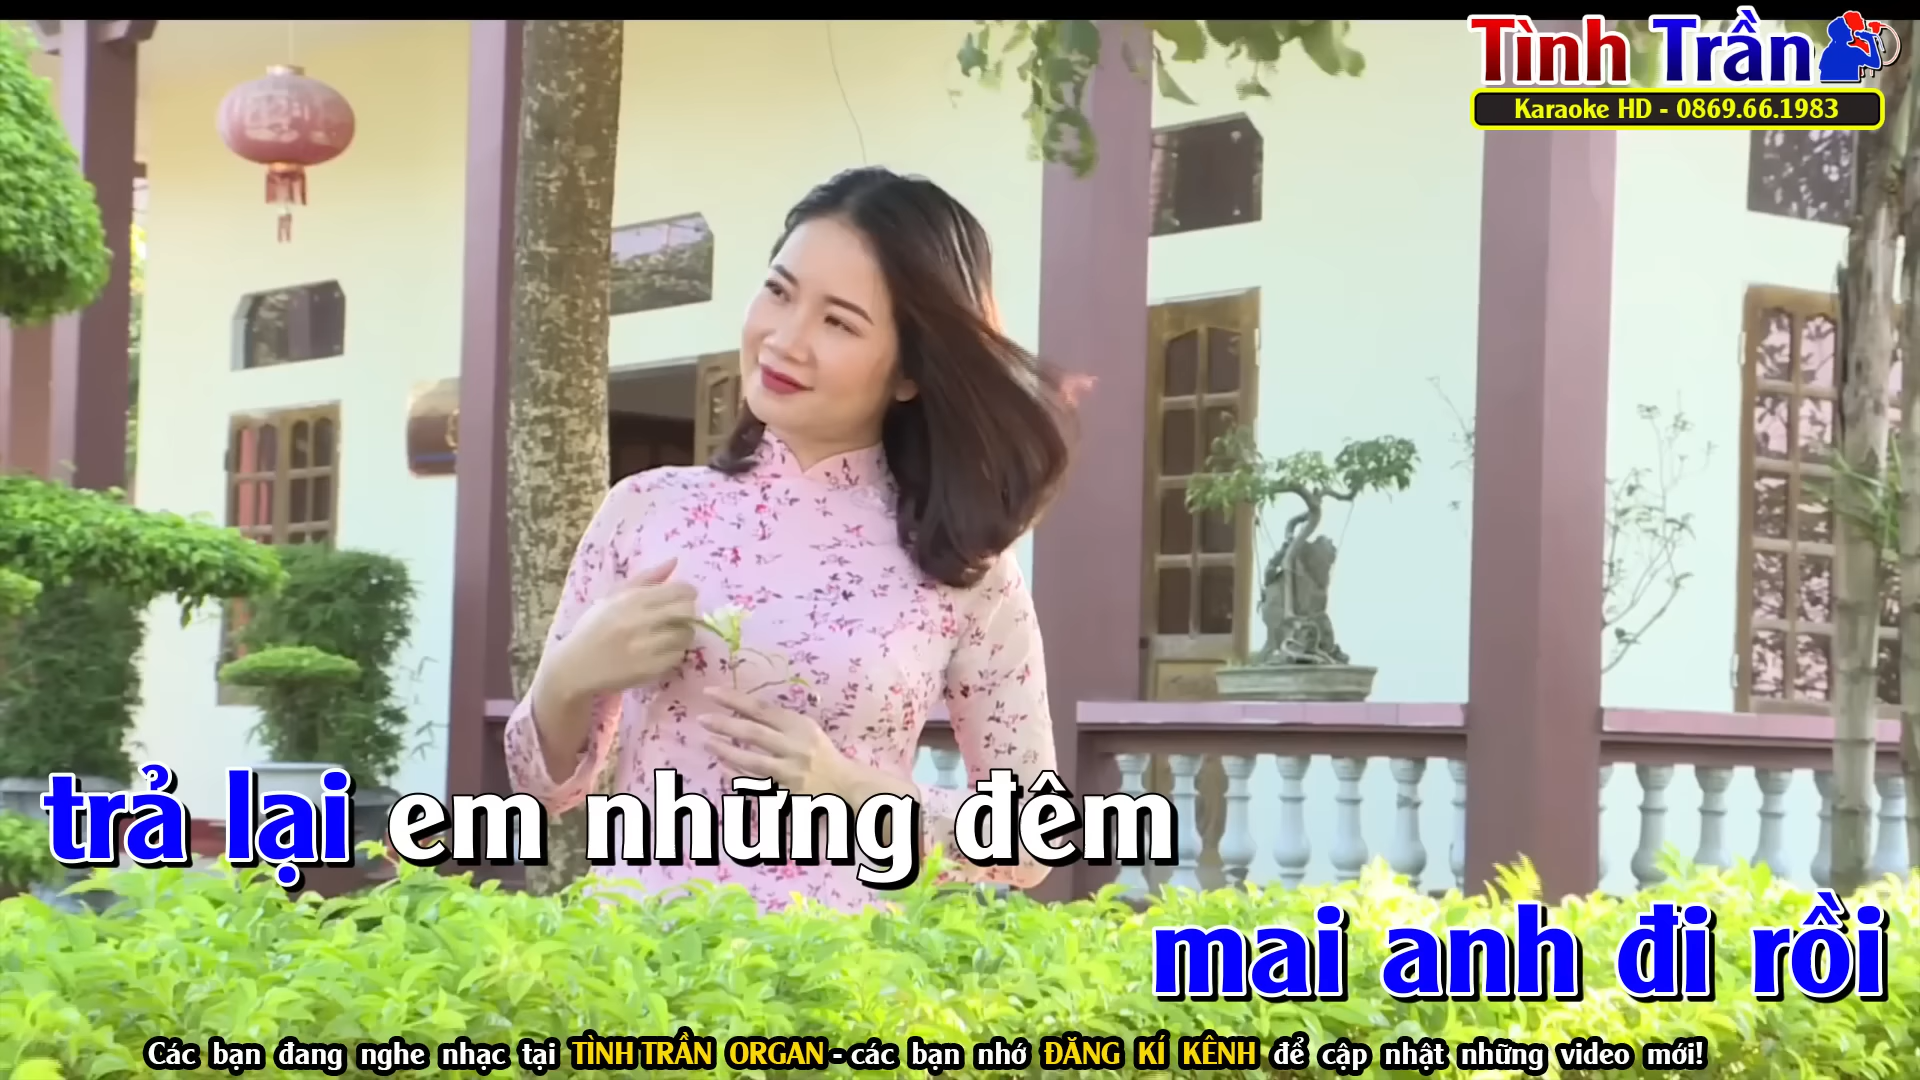 Tình Trần
Karaoke HD - 0869.66.1983
trả lại em những đêm
mai anh đi rồi
Các bạn đang nghe nhạc tại TÌNH TRẦN ORGAN - các bạn nhớ ĐĂNG KÍ KÊNH để cập nhật những video mới!